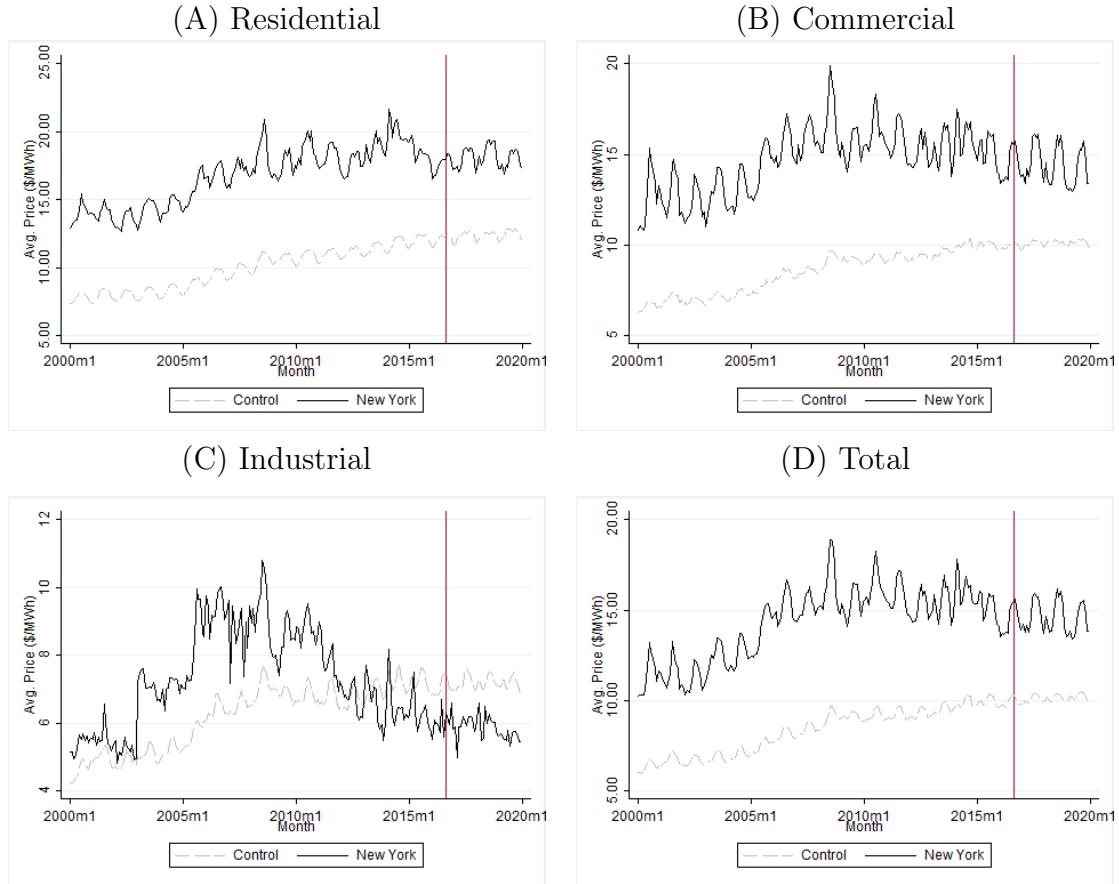 (A) Residential
Avg. Price ($/MWh)
25.00
20.00
15.00
10.00
5.00
2000m1 2005m1 2010m1 2015m1 2020m1
Month
Control New York
(B) Commercial
Avg. Price ($/MWh)
20
15
10
5
2000m1 2005m1 2010m1 2015m1 2020m1
Month
Control New York
(C) Industrial
Avg. Price ($/MWh)
12
10
8
6
4
2000m1 2005m1 2010m1 2015m1 2020m1
Month
Control New York
(D) Total
Avg. Price ($/MWh)
20.00
15.00
10.00
5.00
2000m1 2005m1 2010m1 2015m1 2020m1
Month
Control New York